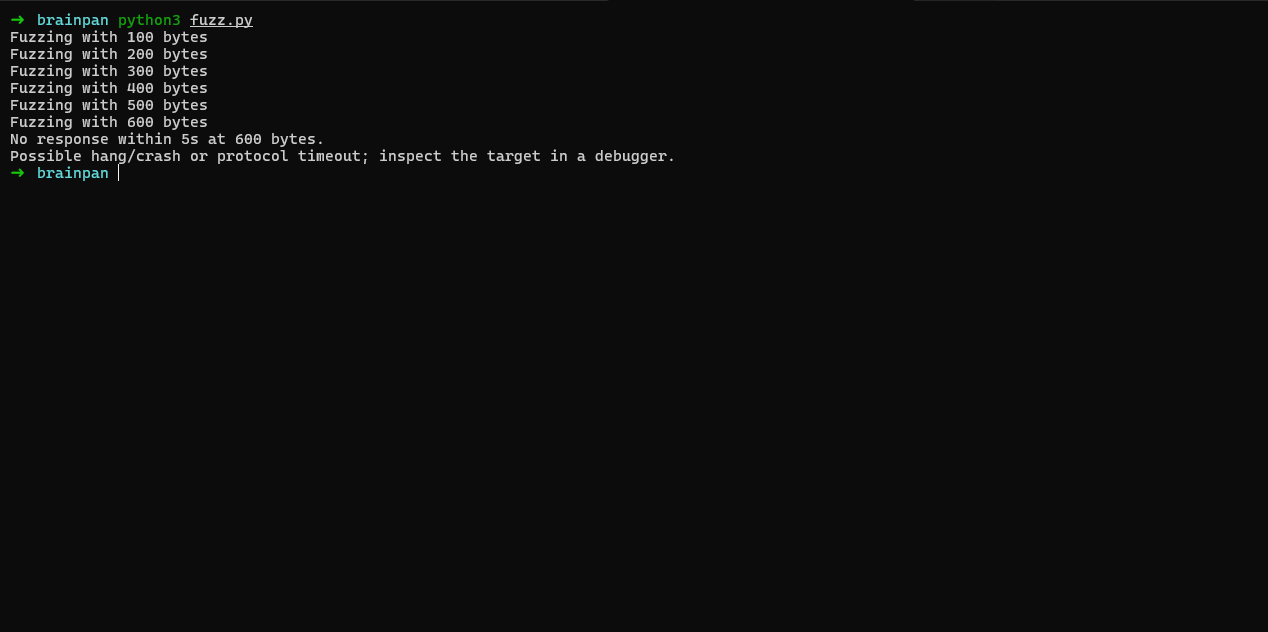 ➜ brainpan python3 fuzz.py
Fuzzing with 100 bytes
Fuzzing with 200 bytes
Fuzzing with 300 bytes
Fuzzing with 400 bytes
Fuzzing with 500 bytes
Fuzzing with 600 bytes
No response within 5s at 600 bytes.
Possible hang/crash or protocol timeout; inspect the target in a debugger.
➜ brainpan